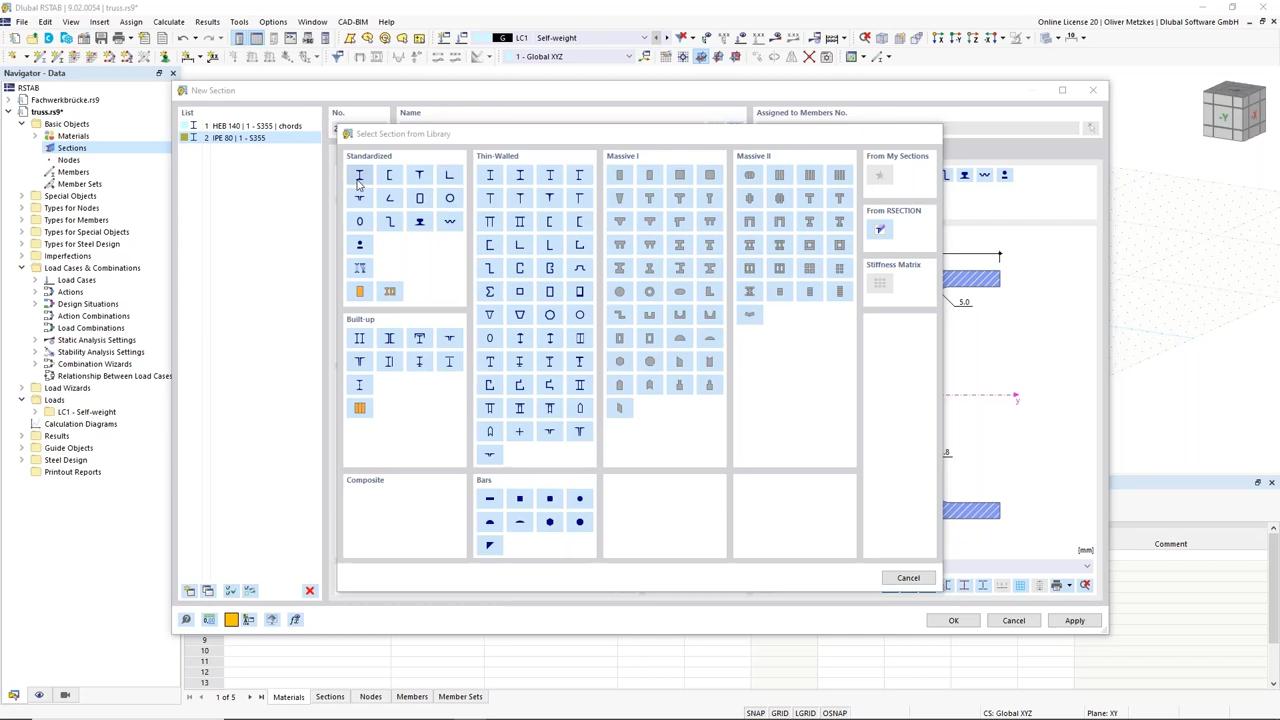 Dlubal RSTAB | 9.02.0054 | truss.rs9*
File Edit View Insert Assign Calculate Results Tools Options Window CAD-BIM Help
Online License 20 | Oliver Metzkes | Dlubal Software GmbH
G LC1 Self-weight
1 - Global XYZ
Navigator - Data
RSTAB
Fachwerkbrücke.rs9
truss.rs9*
Basic Objects
Materials
Sections
Nodes
Members
Member Sets
Special Objects
Types for Nodes
Types for Members
Types for Special Objects
Types for Steel Design
Imperfections
Load Cases & Combinations
Load Cases
Actions
Design Situations
Action Combinations
Load Combinations
Static Analysis Settings
Stability Analysis Settings
Combination Wizards
Relationship Between Load Cases
Load Wizards
Loads
LC1 - Self-weight
Calculation Diagrams
Results
Guide Objects
Steel Design
Printout Reports
New Section
List
1 HEB 140 | 1 - S355 | chords
2 IPE 80 | 1 - S355
No.
Name
Assigned to Members No.
Select Section from Library
Standardized
Thin-Walled
Massive I
Massive II
From My Sections
From RSECTION
Stiffness Matrix
Built-up
Composite
Bars
Cancel
5.0
y
.8
[mm]
OK Cancel Apply
Comment
9
10
11
12
13
1 of 5 Materials Sections Nodes Members Member Sets
SNAP GRID LGRID OSNAP CS: Global XYZ Plane: XY
-Y